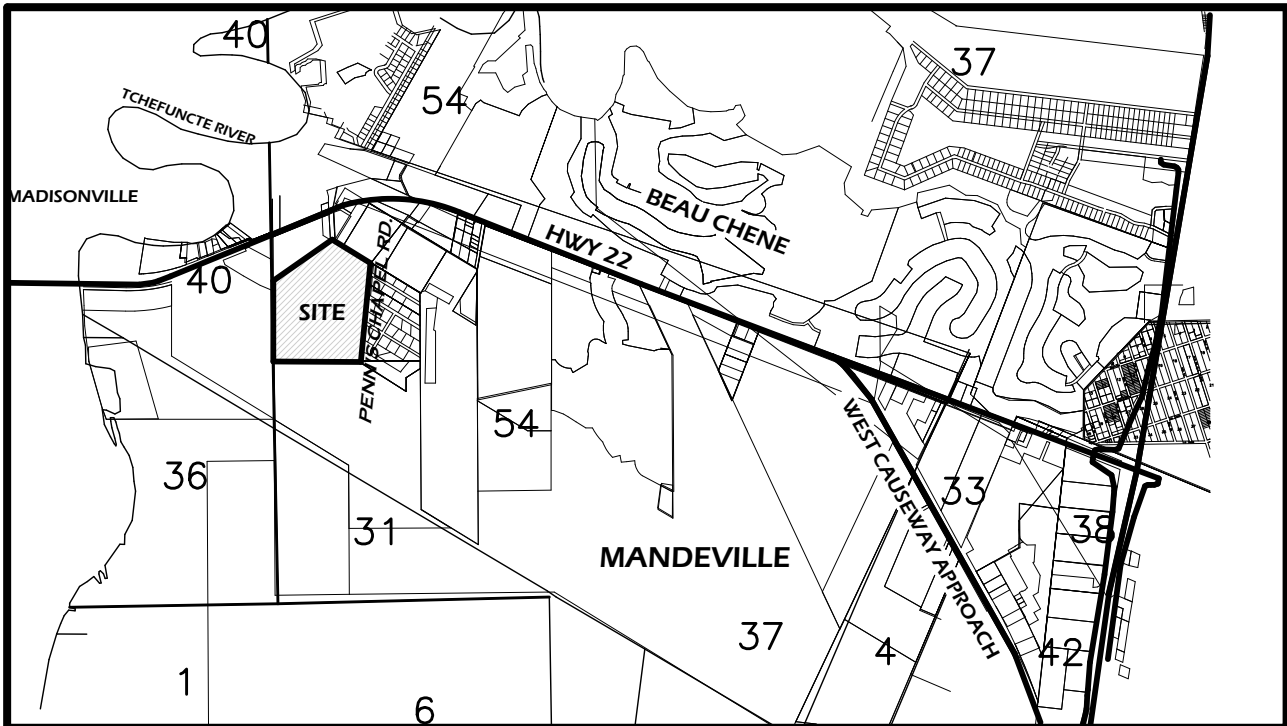 40
37
54
TCHEFUNCTE RIVER
MADISONVILLE
BEAU CHENE
HWY 22
PENN'S CHAPEL RD.
40
SITE
54
WEST CAUSEWAY APPROACH
36
33
31
38
MANDEVILLE
37
4
42
1
6